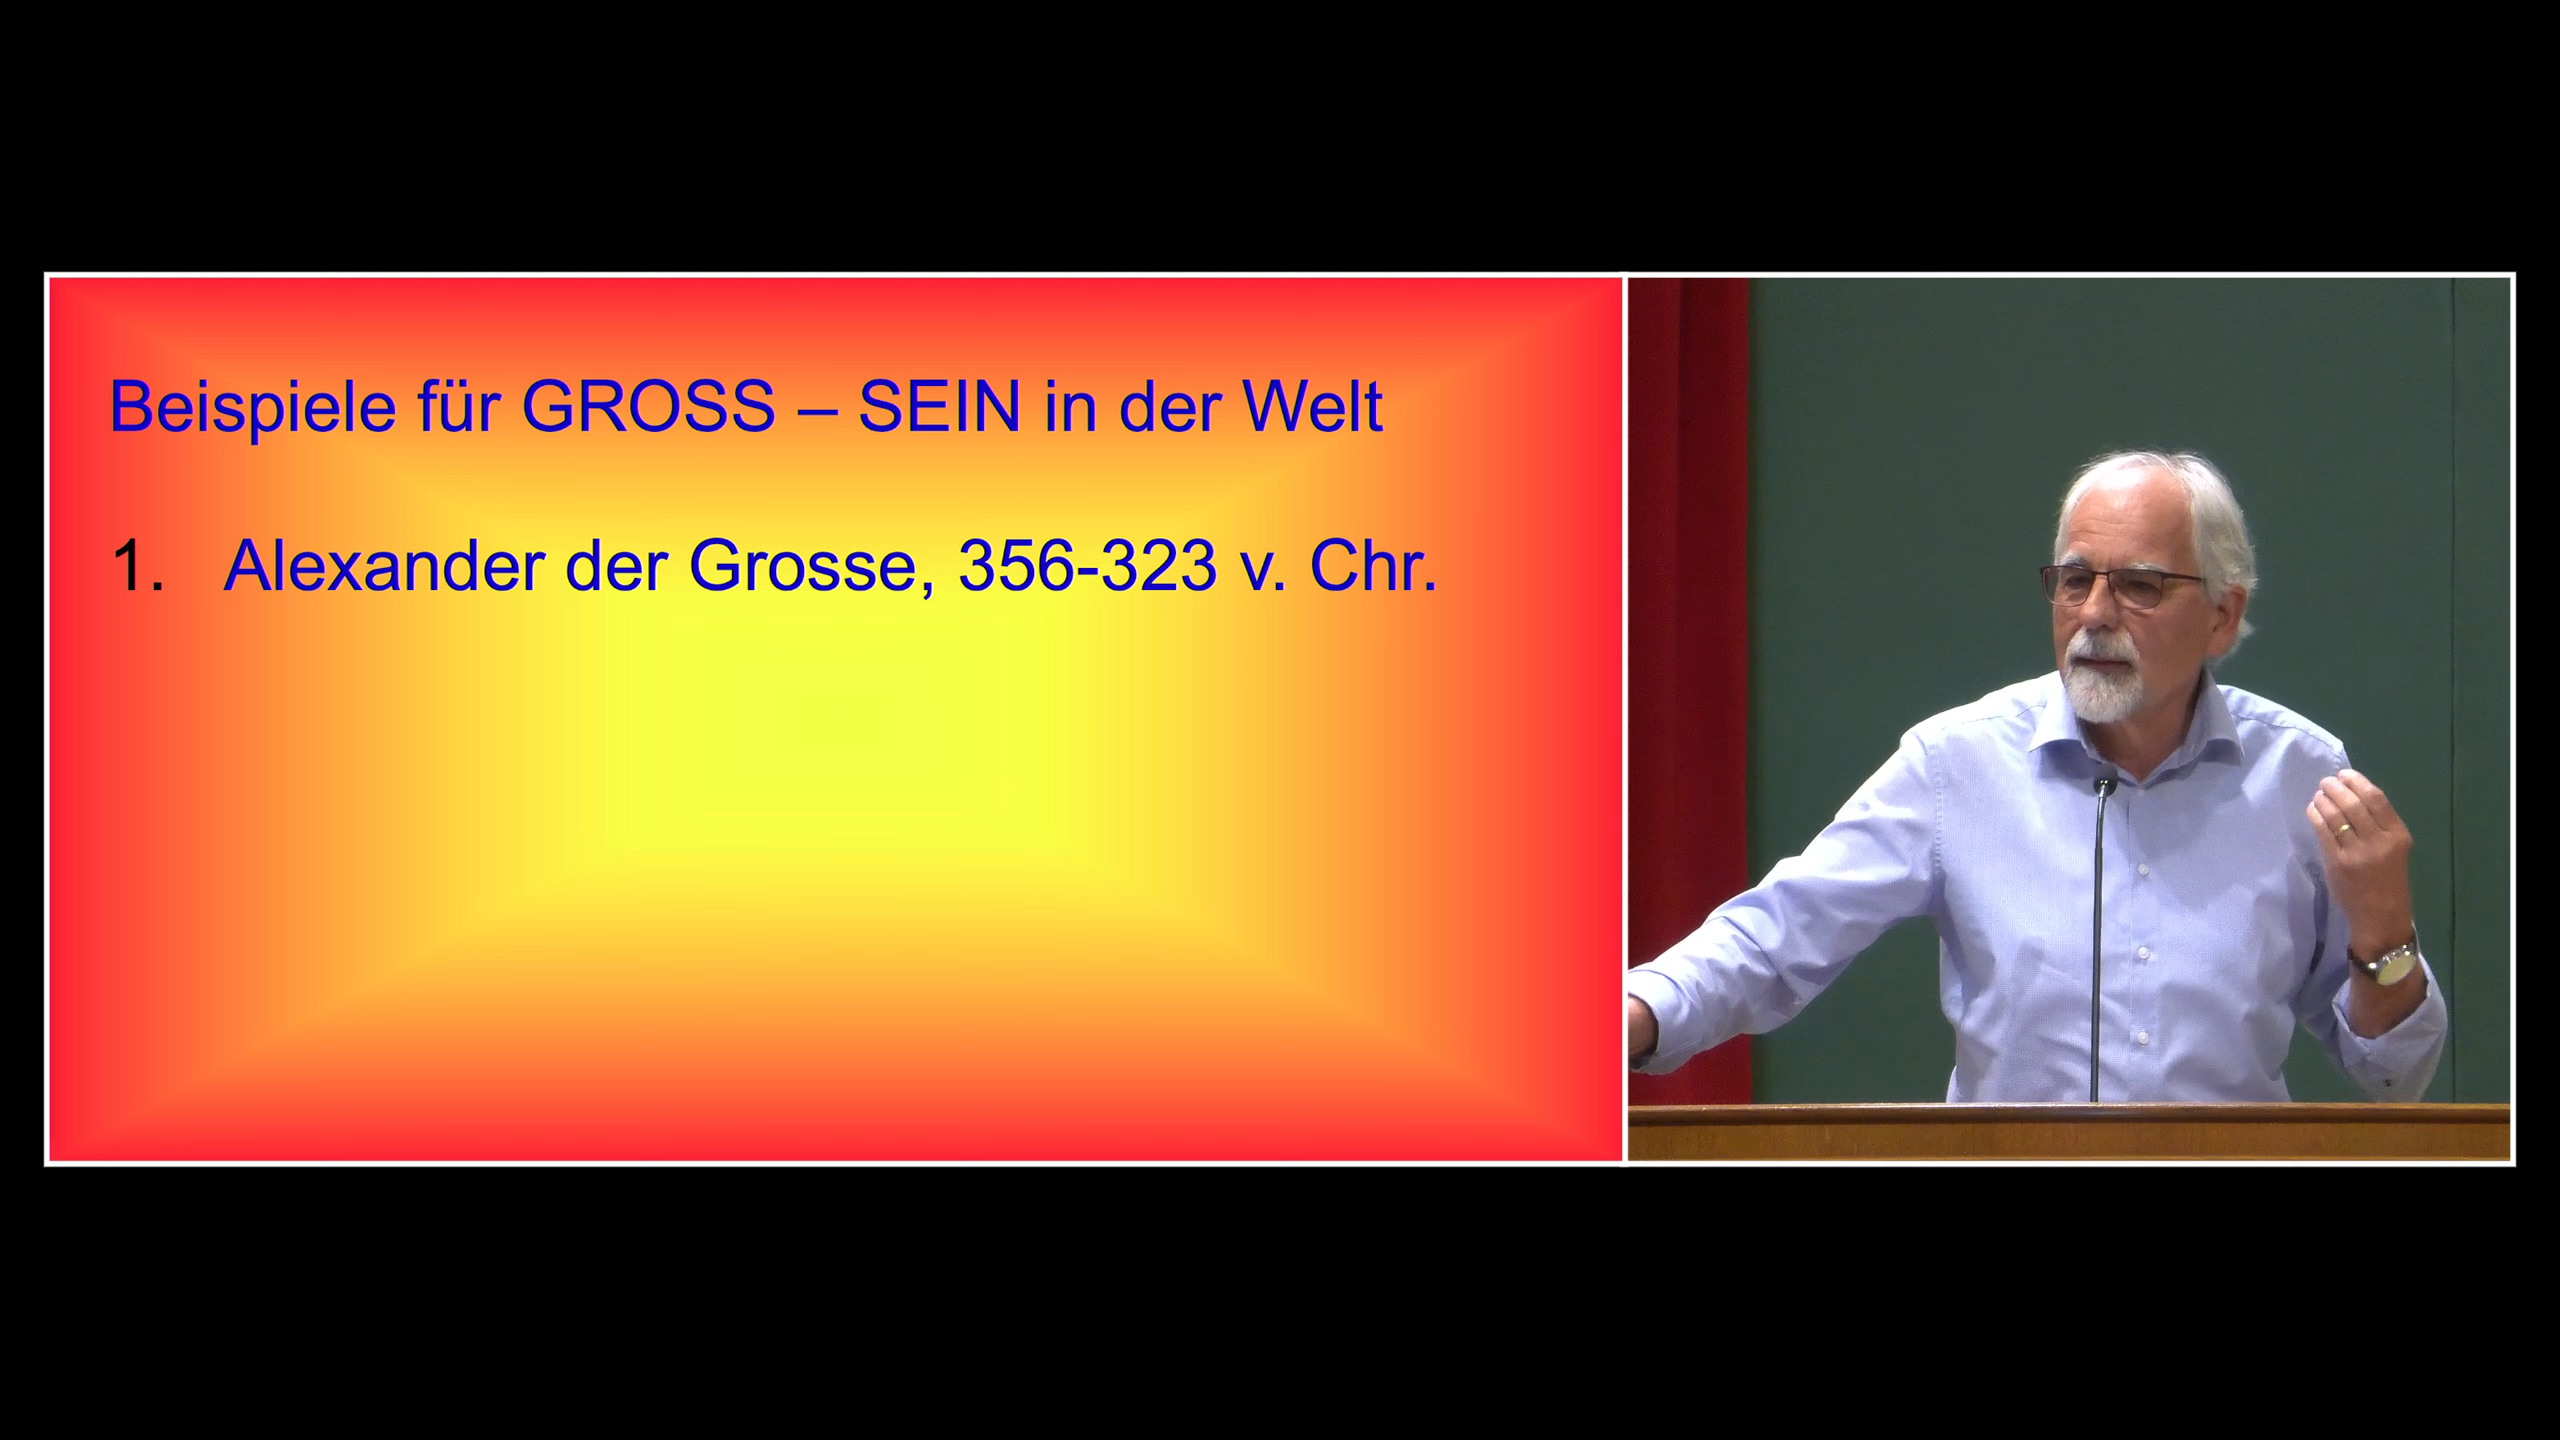 Beispiele für GROSS – SEIN in der Welt
1. Alexander der Grosse, 356-323 v. Chr.